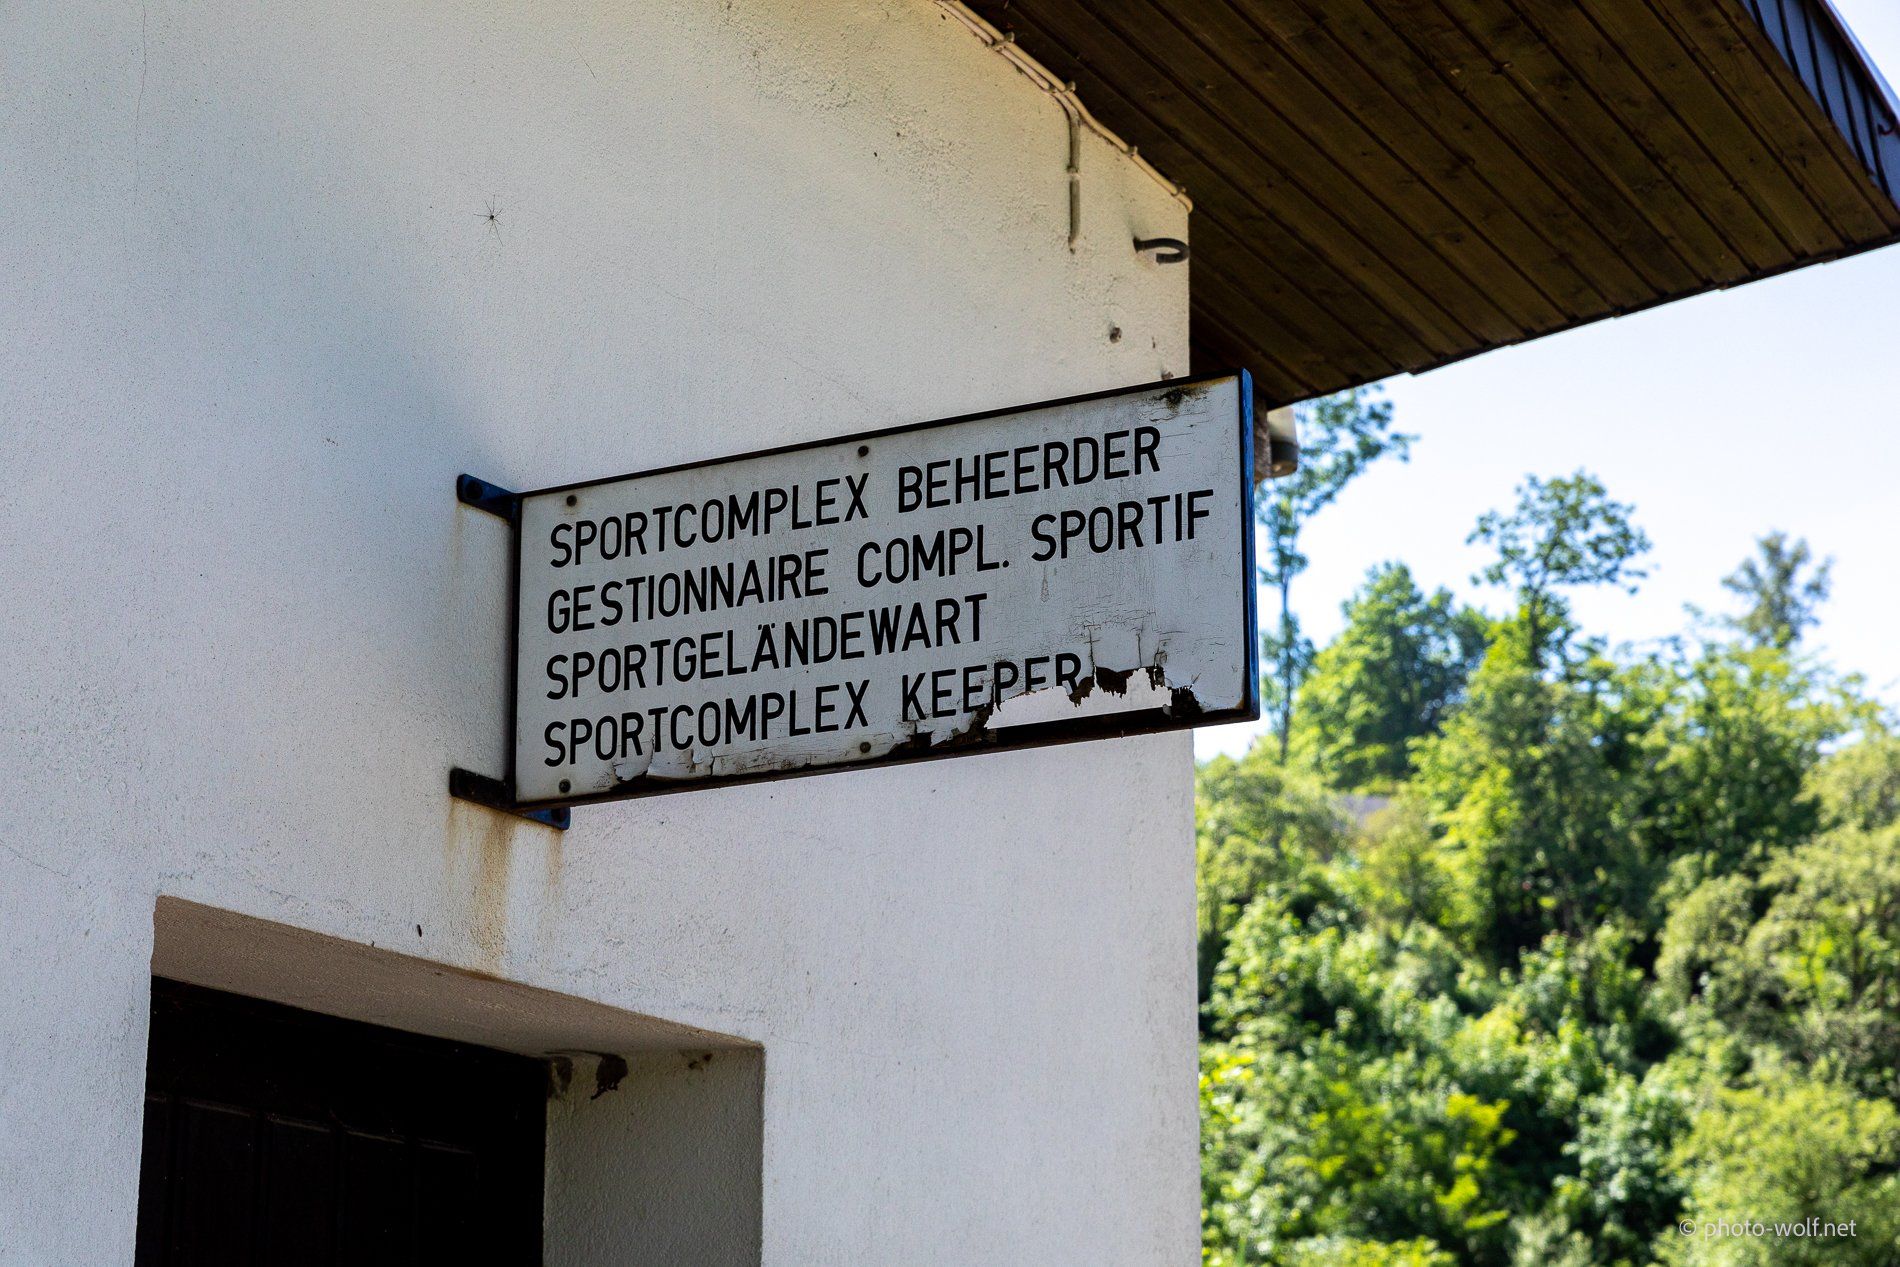 SPORTCOMPLEX BEHEERDER
GESTIONNAIRE COMPL. SPORTIF
SPORTGELÄNDEWART
SPORTCOMPLEX KEEPER
© photo-wolf.net